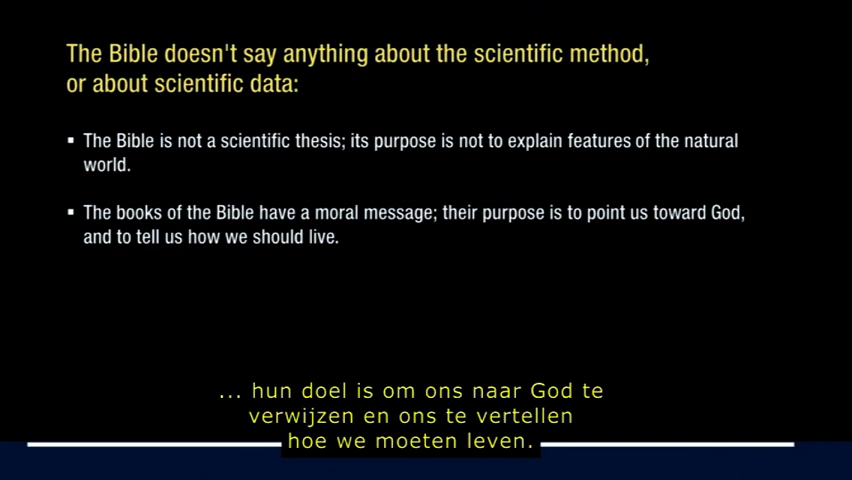 The Bible doesn't say anything about the scientific method,
or about scientific data:
▪ The Bible is not a scientific thesis; its purpose is not to explain features of the natural
world.
▪ The books of the Bible have a moral message; their purpose is to point us toward God,
and to tell us how we should live.
... hun doel is om ons naar God te
verwijzen en ons te vertellen
hoe we moeten leven.